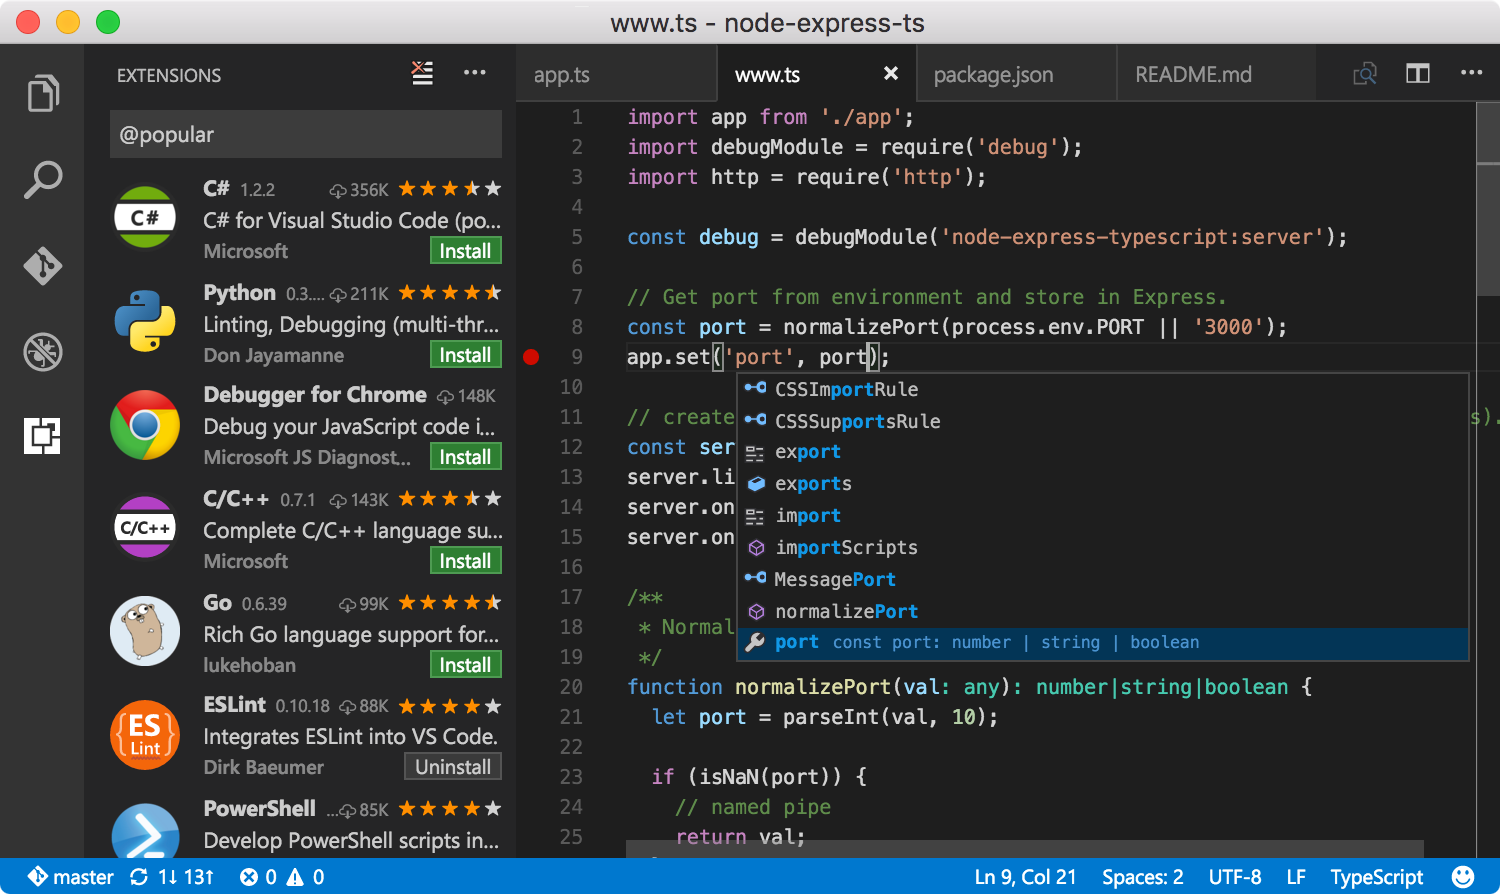 www.ts - node-express-ts
EXTENSIONS
@popular
C# 1.2.2 356K
C# for Visual Studio Code (po...
Microsoft Install
C#
Python 0.3.... 211K
Linting, Debugging (multi-thr...
Don Jayamanne Install
Debugger for Chrome 148K
Debug your JavaScript code i...
Microsoft JS Diagnost... Install
C/C++ 0.7.1 143K
Complete C/C++ language su...
Microsoft Install
C/C++
Go 0.6.39 99K
Rich Go language support for...
lukehoban Install
ESLint 0.10.18 88K
Integrates ESLint into VS Code.
Dirk Baeumer Uninstall
{ES
Lint}
PowerShell ... 85K
Develop PowerShell scripts in...
app.ts www.ts × package.json README.md
1 import app from './app';
2 import debugModule = require('debug');
3 import http = require('http');
4
5 const debug = debugModule('node-express-typescript:server');
6
7 // Get port from environment and store in Express.
8 const port = normalizePort(process.env.PORT || '3000');
9 app.set('port', port);
10
11 // create s).
12 const ser
13 server.li
14 server.on
15 server.on
16
17 /**
18 * Normal
19 */
20 function normalizePort(val: any): number|string|boolean {
21 let port = parseInt(val, 10);
22
23 if (isNaN(port)) {
24 // named pipe
25 return val;
CSSImportRule
CSSSupportsRule
export
exports
import
importScripts
MessagePort
normalizePort
port const port: number | string | boolean
master 1↓ 13↑ 0 0 Ln 9, Col 21 Spaces: 2 UTF-8 LF TypeScript